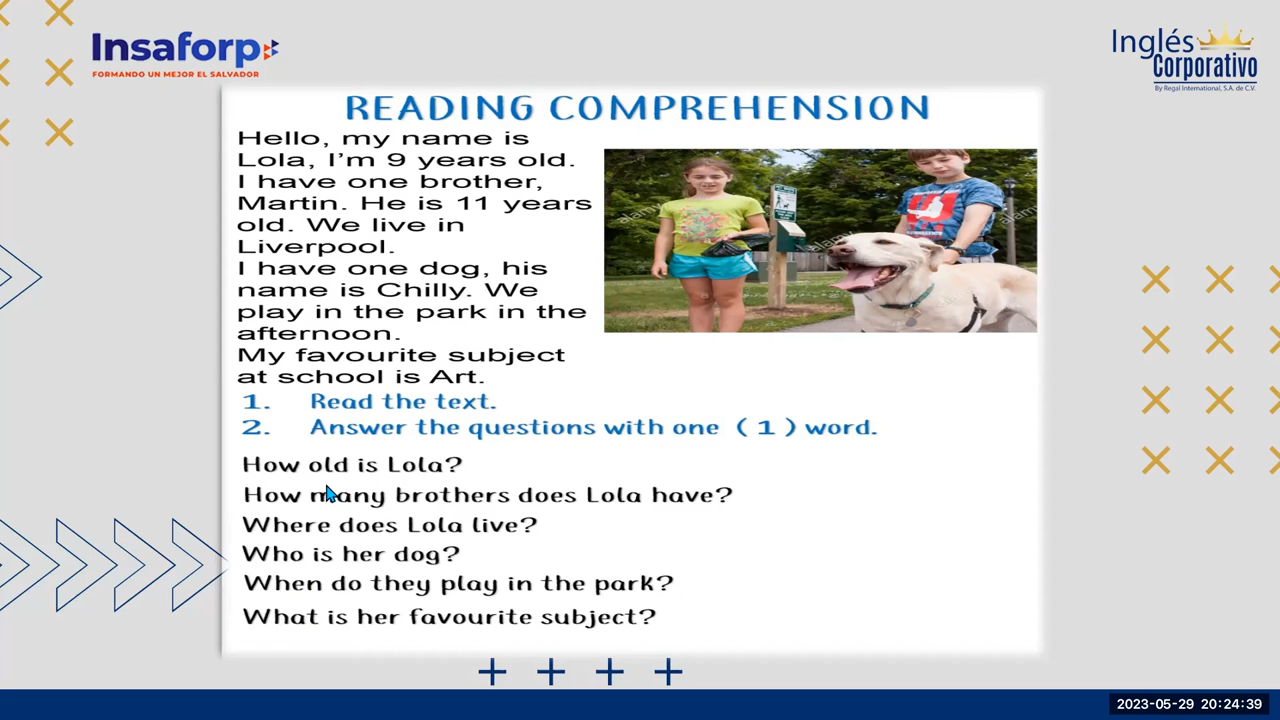 Insaforp
FORMANDO UN MEJOR EL SALVADOR
Inglés
Corporativo
By Regal International, S.A. de C.V.
READING COMPREHENSION
Hello, my name is
Lola, I'm 9 years old.
I have one brother,
Martin. He is 11 years
old. We live in
Liverpool.
I have one dog, his
name is Chilly. We
play in the park in the
afternoon.
My favourite subject
at school is Art.
alamy
1. Read the text.
2. Answer the questions with one ( 1 ) word.
How old is Lola?
How many brothers does Lola have?
Where does Lola live?
Who is her dog?
When do they play in the park?
What is her favourite subject?
2023-05-29 20:24:39